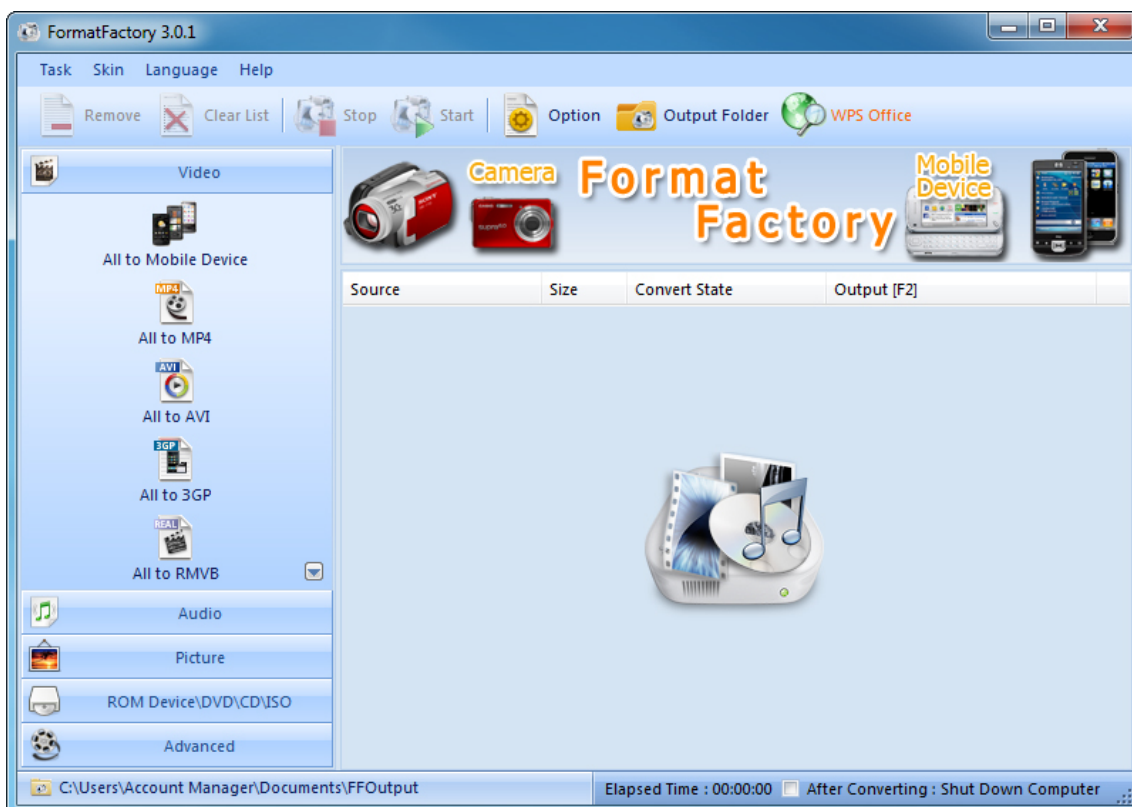 FormatFactory 3.0.1
Task Skin Language Help
Remove Clear List Stop Start Option Output Folder WPS Office
Video
All to Mobile Device
MP4
All to MP4
AVI
All to AVI
3GP
All to 3GP
REAL
All to RMVB
Audio
Picture
ROM Device\DVD\CD\ISO
Advanced
Camera
Format
Factory
Mobile
Device
SONY
Source Size Convert State Output [F2]
C:\Users\Account Manager\Documents\FFOutput
Elapsed Time : 00:00:00 After Converting : Shut Down Computer